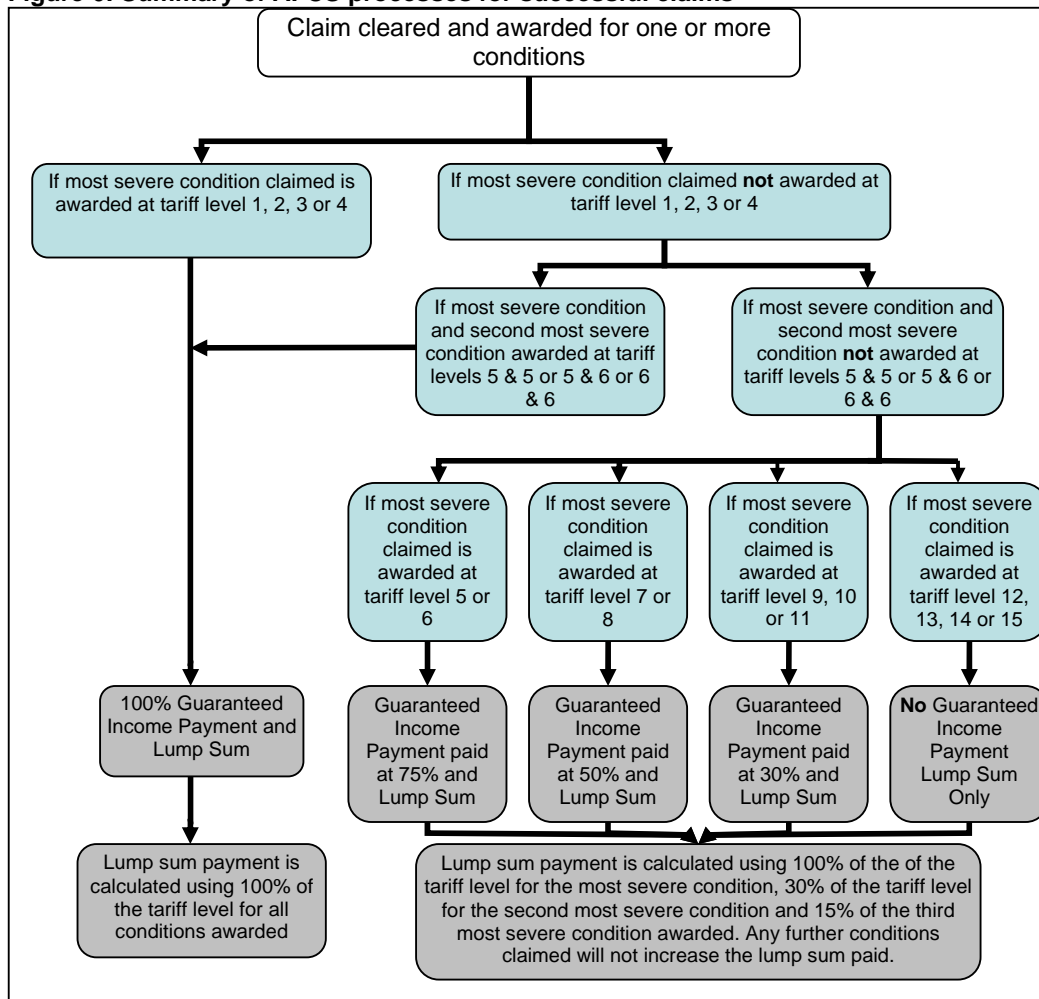 Claim cleared and awarded for one or more
conditions
If most severe condition claimed is
awarded at tariff level 1, 2, 3 or 4
If most severe condition claimed not awarded at
tariff level 1, 2, 3 or 4
If most severe condition
and second most severe
condition awarded at tariff
levels 5 & 5 or 5 & 6 or 6
& 6
If most severe condition and
second most severe
condition not awarded at
tariff levels 5 & 5 or 5 & 6 or
6 & 6
If most severe
condition
claimed is
awarded at
tariff level 5 or
6
If most severe
condition
claimed is
awarded at
tariff level 7 or
8
If most severe
condition
claimed is
awarded at
tariff level 9, 10
or 11
If most severe
condition
claimed is
awarded at
tariff level 12,
13, 14 or 15
100% Guaranteed
Income Payment and
Lump Sum
Guaranteed
Income
Payment paid
at 75% and
Lump Sum
Guaranteed
Income
Payment paid
at 50% and
Lump Sum
Guaranteed
Income
Payment paid
at 30% and
Lump Sum
No Guaranteed
Income
Payment
Lump Sum
Only
Lump sum payment is
calculated using 100% of
the tariff level for all
conditions awarded
Lump sum payment is calculated using 100% of the of the
tariff level for the most severe condition, 30% of the tariff level
for the second most severe condition and 15% of the third
most severe condition awarded. Any further conditions
claimed will not increase the lump sum paid.